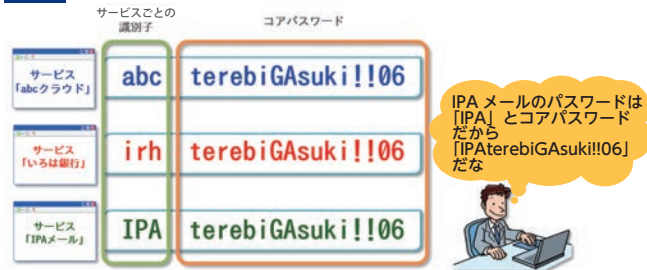 サービスごとの
識別子
コアパスワード
サービス
「abcクラウド」
abc
terebiGAsuki!!06
サービス
「いろは銀行」
irh
terebiGAsuki!!06
サービス
「IPAメール」
IPA
terebiGAsuki!!06
IPA メールのパスワードは
「IPA」とコアパスワード
だから
「IPAterebiGAsuki!!06」
だな